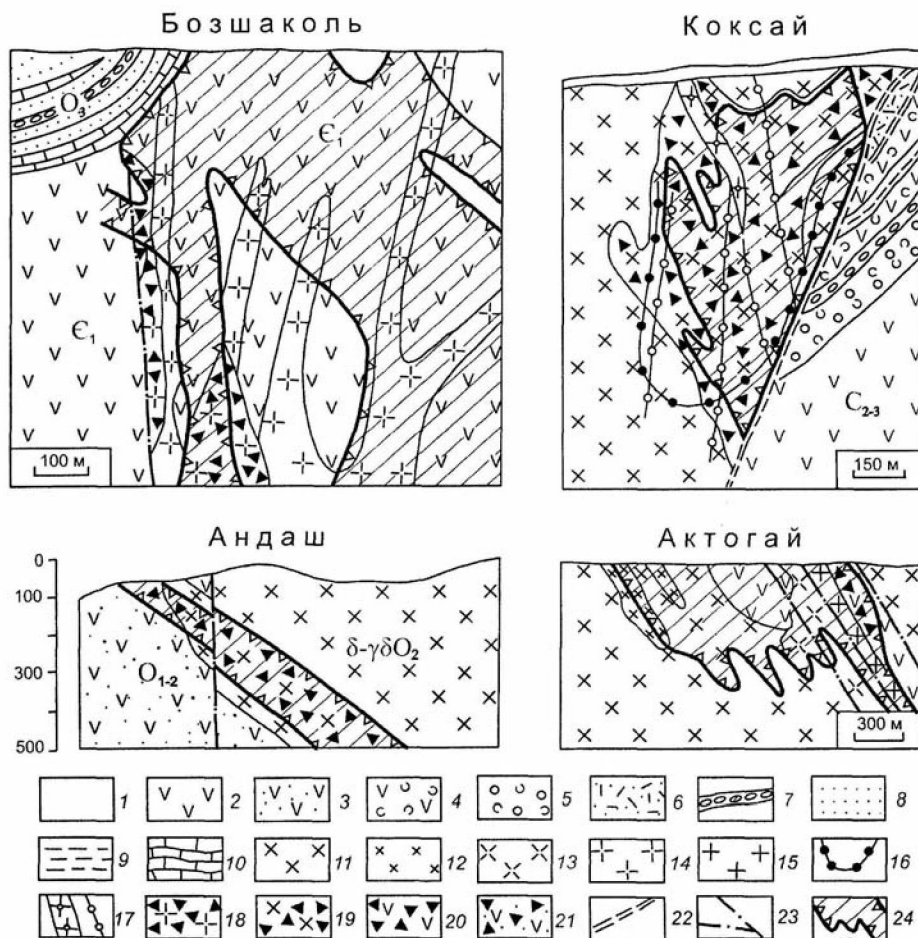 Бозшаколь
Коксай
O₃
Є₁
Є₁
C₂₋₃
100 м
150 м
Андаш
Актогай
0
100
300
500
O₁₋₂
δ-γδO₂
300 м
1
2
3
4
5
6
7
8
9
10
11
12
13
14
15
16
17
18
19
20
21
22
23
24